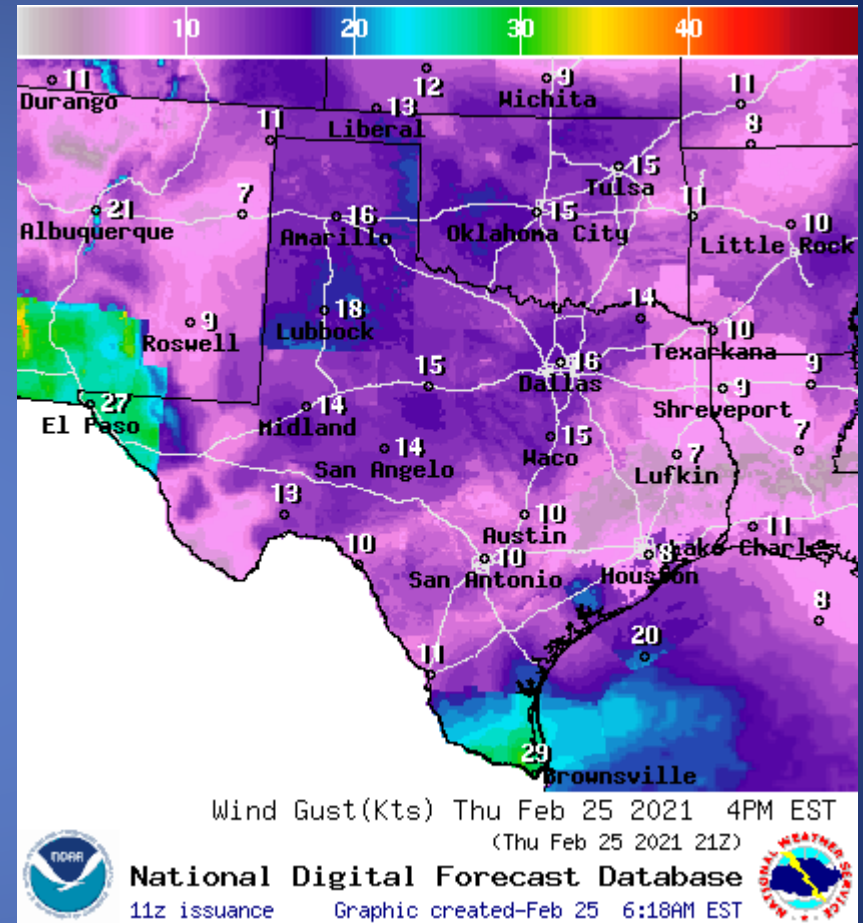 10 20 30 40
11 12 9 11
Durango Wichita
13
Liberal
11 8
15
Tulsa
21 7 16 15 11 10
Albuquerque Amarillo Oklahoma City Little Rock
9 18 14
Roswell Lubbock 10
Texarkana
16
Dallas
27 14 15 9 9
El Paso Midland Shreveport
14 15 7 7
San Angelo Waco Lufkin
13 10 11
Austin
10 10 8 Lake Charles
San Antonio Houston
8
20
11
29
Brownsville
Wind Gust(Kts) Thu Feb 25 2021 4PM EST
(Thu Feb 25 2021 21Z)
NOAA
NATIONAL WEATHER SERVICE
National Digital Forecast Database
11z issuance Graphic created-Feb 25 6:18AM EST